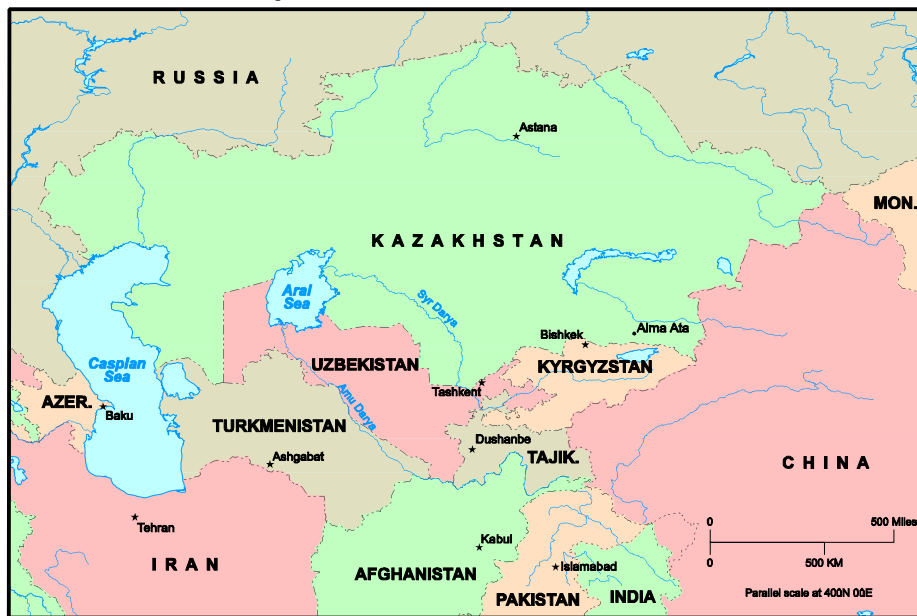 RUSSIA
Astana
MON.
KAZAKHSTAN
Aral
Sea
Syr Darya
Alma Ata
Bishkek
Caspian
Sea
UZBEKISTAN
KYRGYZSTAN
Tashkent
AZER.
Baku
Amu Darya
TURKMENISTAN
Dushanbe
TAJIK.
Ashgabat
CHINA
Tehran
0
500 Miles
Kabul
0
500 KM
IRAN
Islamabad
AFGHANISTAN
PAKISTAN
INDIA
Parallel scale at 400N 00E